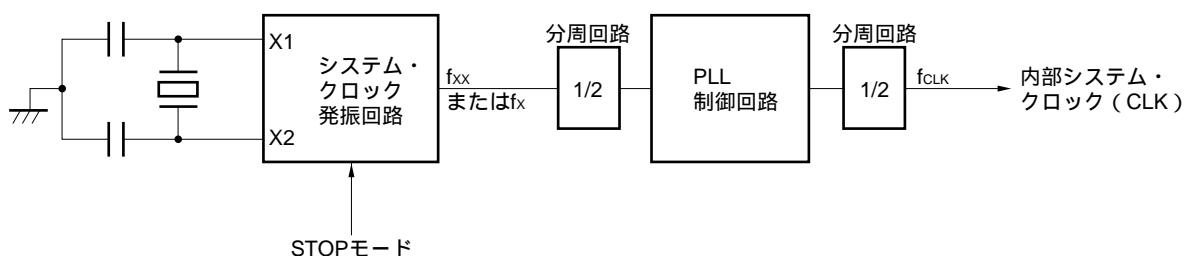 X1
X2
システム・
クロック
発振回路
STOPモード
fXX
またはfX
分周回路
1/2
PLL
制御回路
分周回路
1/2
fCLK
内部システム・
クロック（CLK）